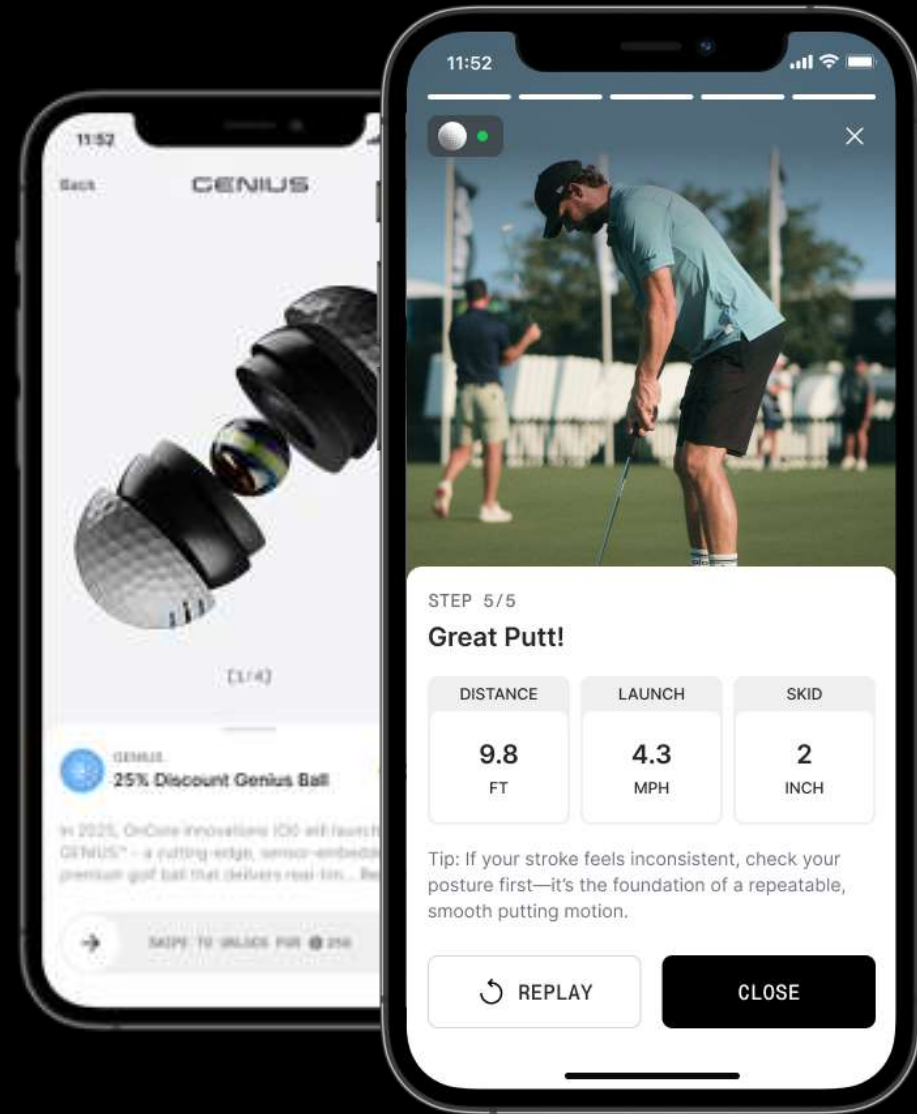 11:52
Back
GENIUS
[1/4]
GENIUS
25% Discount Genius Ball
In 2025, OnCore Innovations (OI) will launch
GENIUS™ – a cutting-edge, sensor-embedded
premium golf ball that delivers real-tim...
SWIPE TO UNLOCK FOR 250
11:52
STEP 5/5
Great Putt!
DISTANCE
LAUNCH
SKID
9.8
4.3
2
FT
MPH
INCH
Tip: If your stroke feels inconsistent, check your
posture first—it's the foundation of a repeatable,
smooth putting motion.
REPLAY
CLOSE